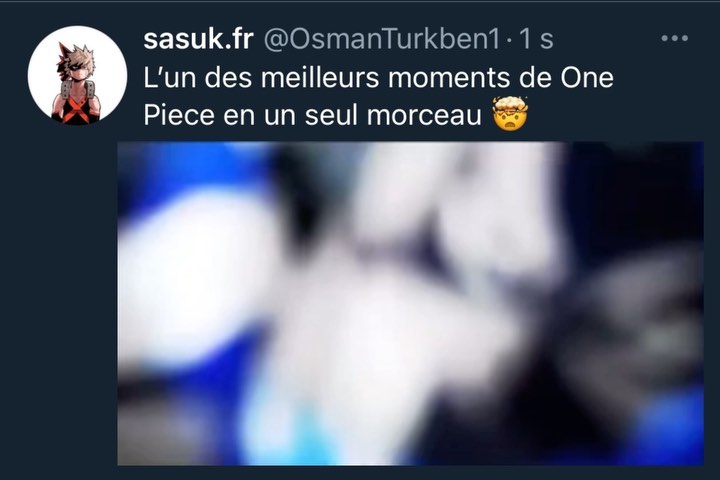 sasuk.fr @OsmanTurkben1 · 1 s
L’un des meilleurs moments de One
Piece en un seul morceau 🤯